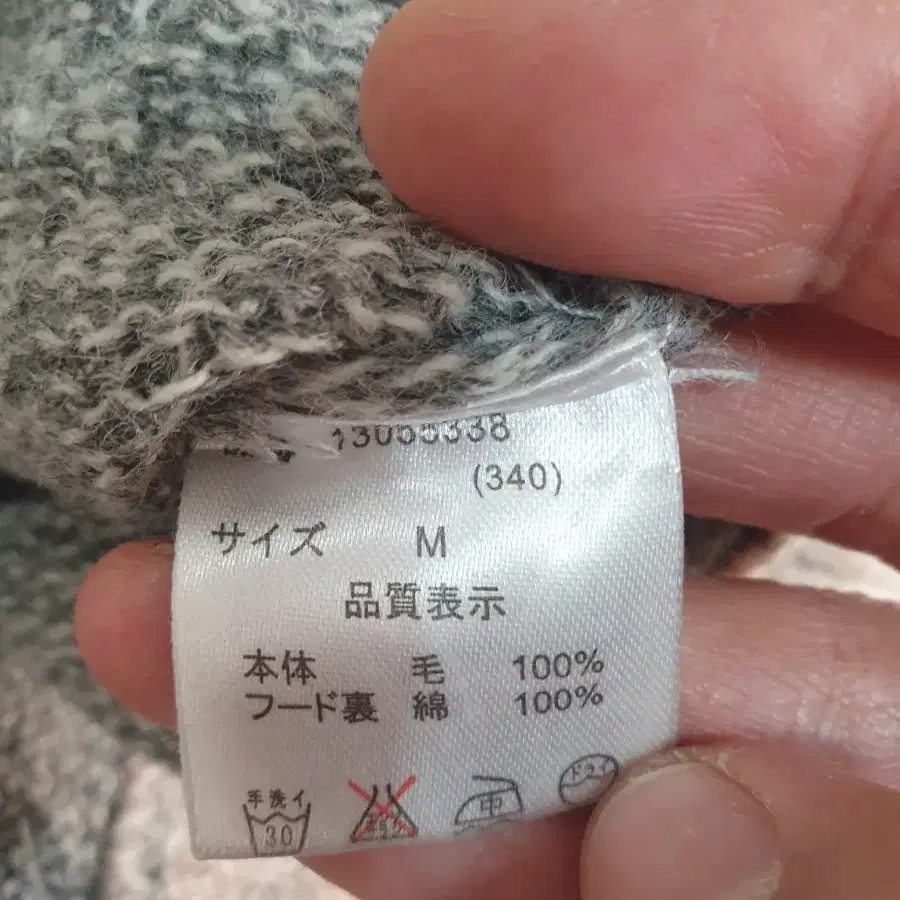 13055338
(340)
サイズ M
品質表示
本体 毛 100%
フード裏 綿 100%
手洗イ
30
中
ドライ